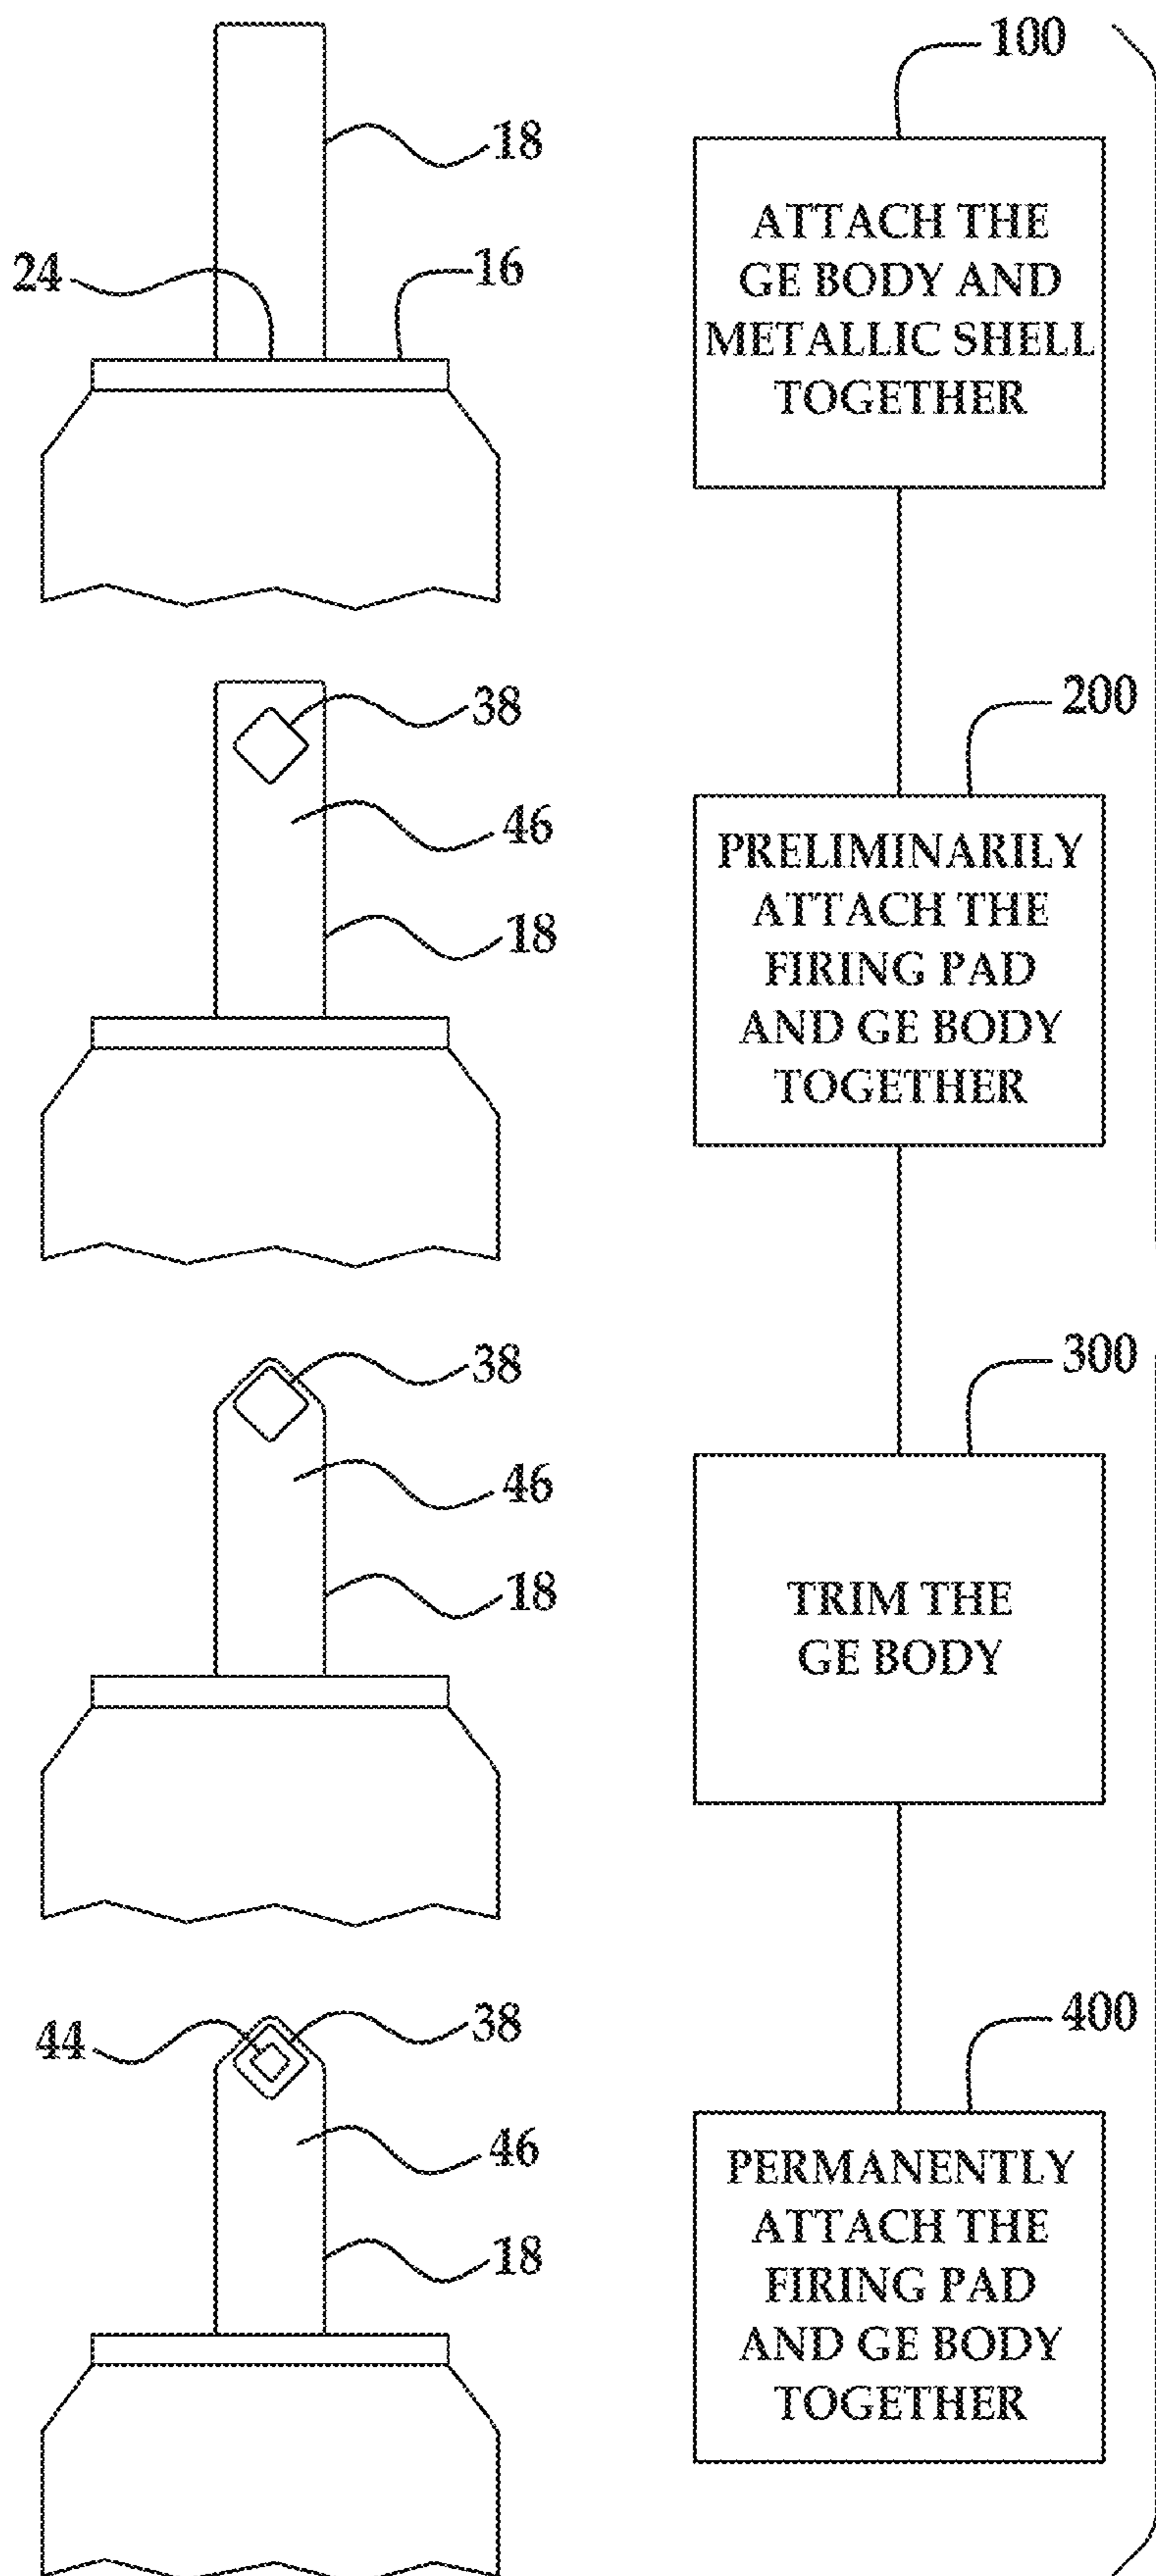 100
18
24
16
ATTACH THE
GE BODY AND
METALLIC SHELL
TOGETHER
38
200
46
18
PRELIMINARILY
ATTACH THE
FIRING PAD
AND GE BODY
TOGETHER
38
300
46
18
TRIM THE
GE BODY
44
38
400
46
18
PERMANENTLY
ATTACH THE
FIRING PAD
AND GE BODY
TOGETHER